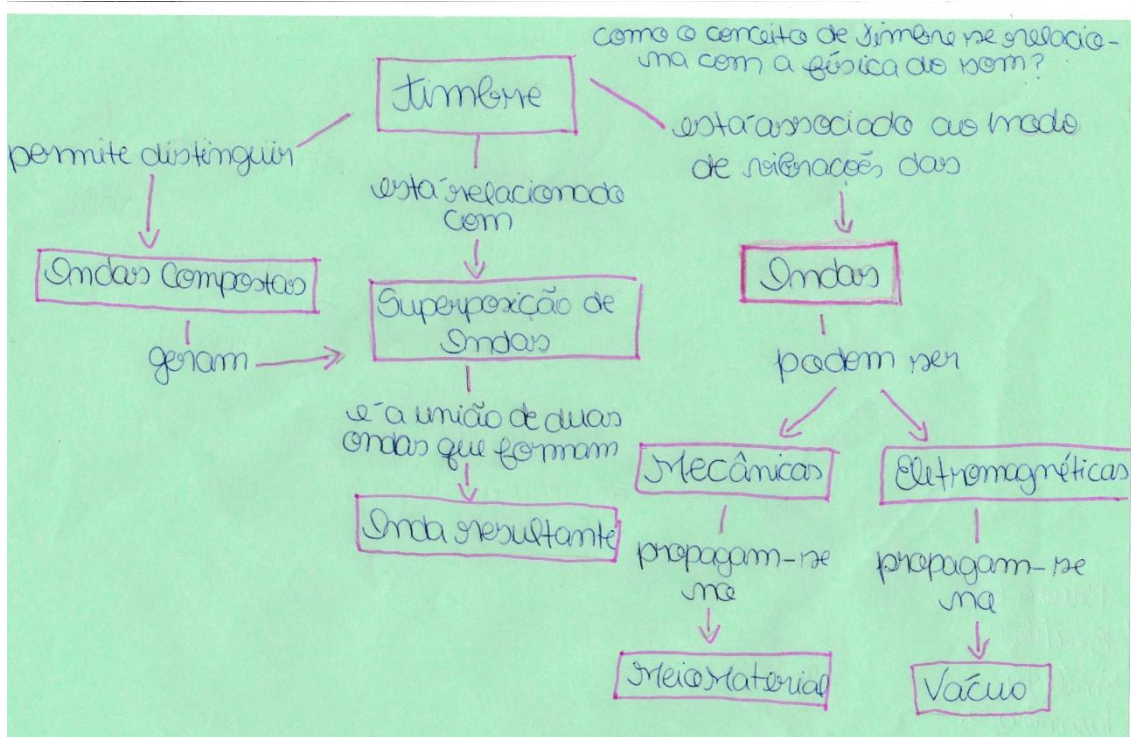 como o conceito de timbre se relacio-
na com a física do som?
timbre
permite distinguir
está relacionado
com
está associado ao modo
de vibrações das
Ondas Compostas
geram
Superposição de
Ondas
é a união de duas
ondas que formam
Onda resultante
Ondas
podem ser
Mecânicas
propagam-se
no
Meio Material
Eletromagnéticas
propagam-se
no
Vácuo